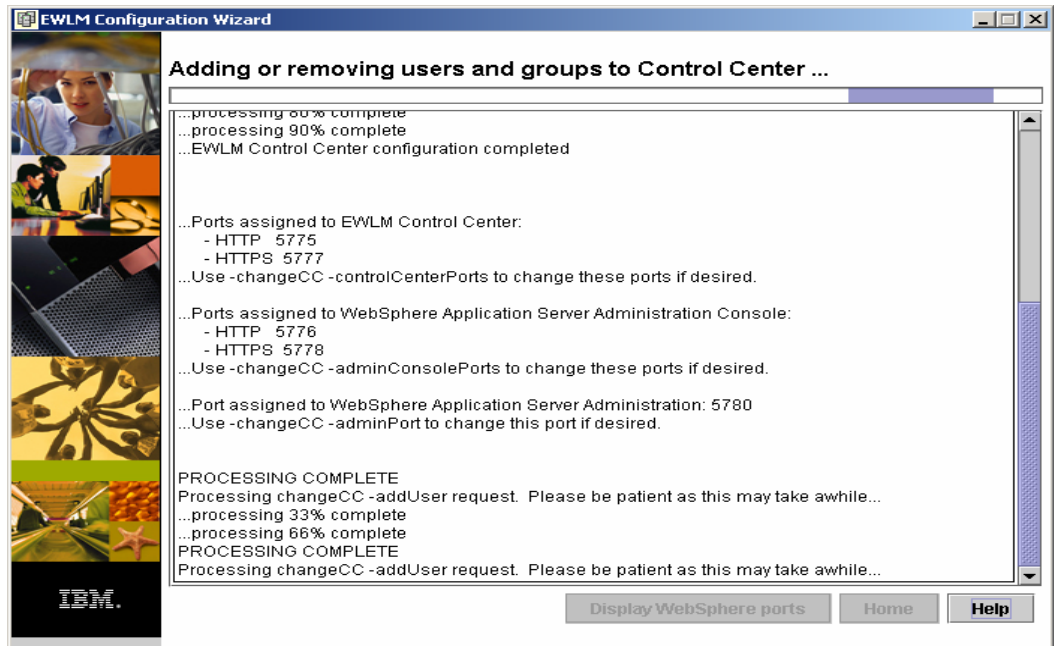 EWLM Configuration Wizard
Adding or removing users and groups to Control Center ...
...processing 80% complete
...processing 90% complete
...EWLM Control Center configuration completed
...Ports assigned to EWLM Control Center:
- HTTP 5775
- HTTPS 5777
...Use -changeCC -controlCenterPorts to change these ports if desired.
...Ports assigned to WebSphere Application Server Administration Console:
- HTTP 5776
- HTTPS 5778
...Use -changeCC -adminConsolePorts to change these ports if desired.
...Port assigned to WebSphere Application Server Administration: 5780
...Use -changeCC -adminPort to change this port if desired.
PROCESSING COMPLETE
Processing changeCC -addUser request. Please be patient as this may take awhile...
...processing 33% complete
...processing 66% complete
PROCESSING COMPLETE
Processing changeCC -addUser request. Please be patient as this may take awhile...
IBM.
Display WebSphere ports Home Help